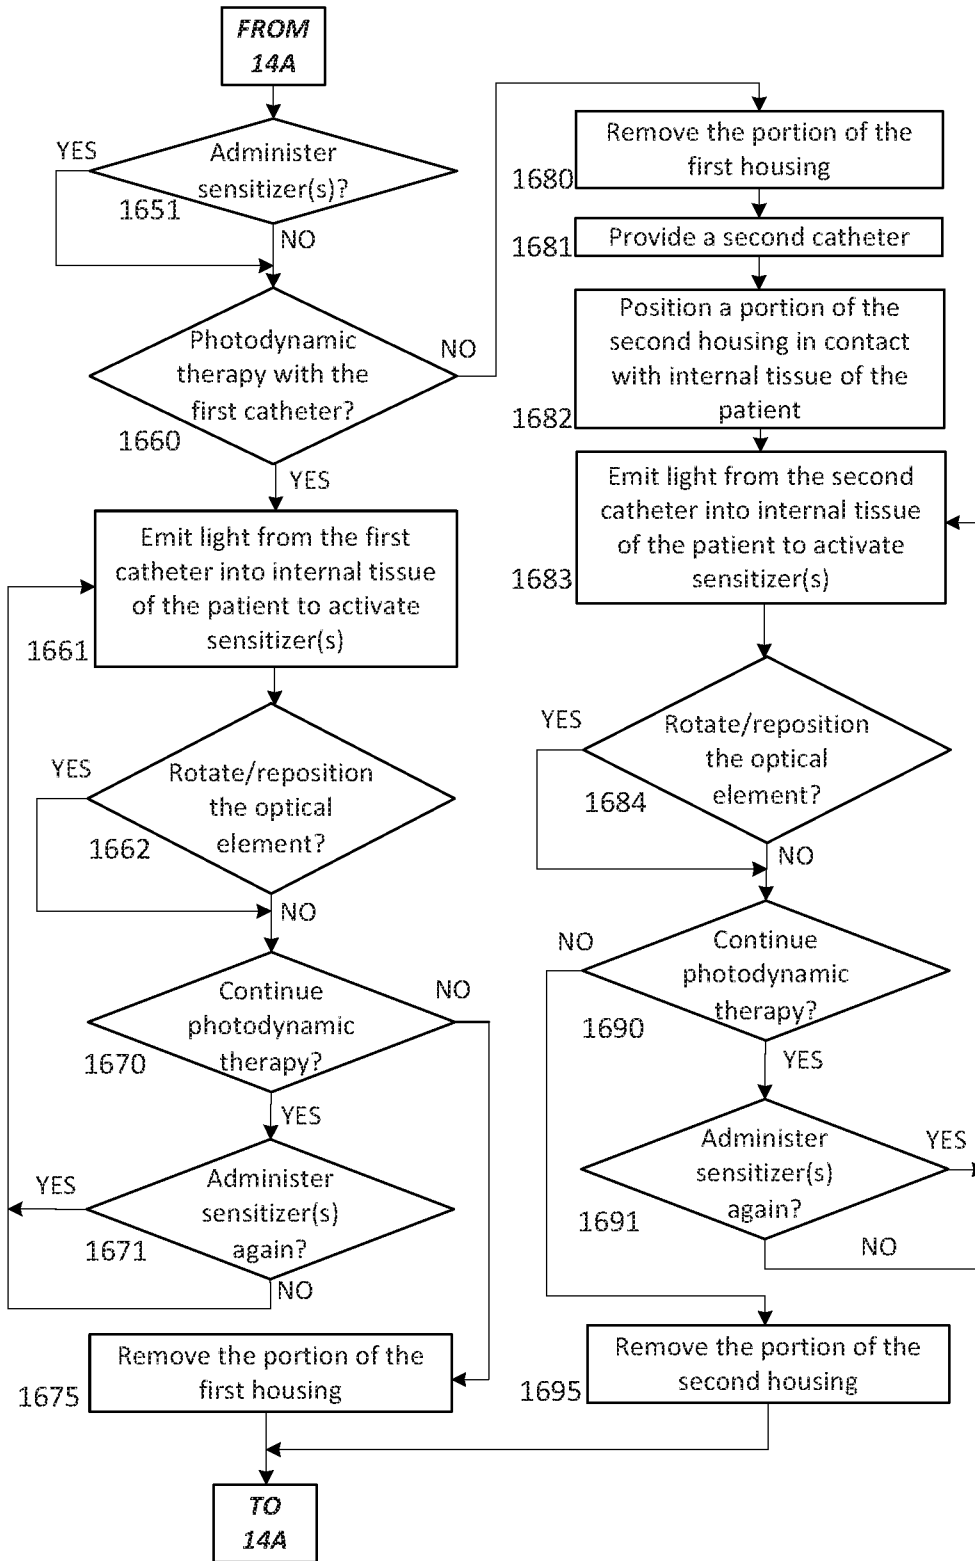 FROM
14A
YES
Administer
sensitizer(s)?
1651
NO
Photodynamic
therapy with the
first catheter?
NO
1660
YES
Emit light from the first
catheter into internal tissue
of the patient to activate
sensitizer(s)
1661
YES
Rotate/reposition
the optical
element?
1662
NO
Continue
photodynamic
therapy?
NO
1670
YES
YES
Administer
sensitizer(s)
again?
1671
NO
Remove the portion of the
first housing
1675
Remove the portion of the
first housing
1680
Provide a second catheter
1681
Position a portion of the
second housing in contact
with internal tissue of the
patient
1682
Emit light from the second
catheter into internal tissue
of the patient to activate
sensitizer(s)
1683
YES
Rotate/reposition
the optical
element?
1684
NO
NO
Continue
photodynamic
therapy?
1690
YES
Administer
sensitizer(s)
again?
YES
1691
NO
Remove the portion of the
second housing
1695
TO
14A